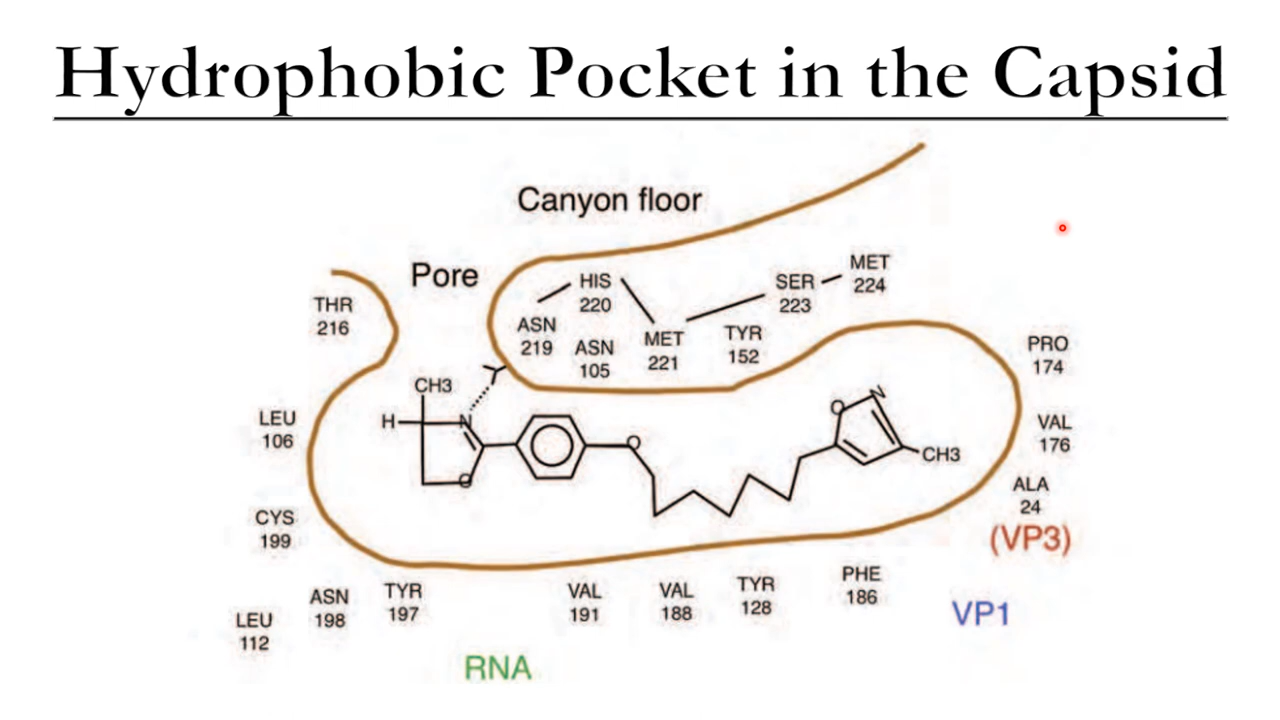 Hydrophobic Pocket in the Capsid
Canyon floor
Pore
THR
216
HIS
220
SER
223
MET
224
ASN
219
ASN
105
MET
221
TYR
152
PRO
174
CH3
H
N
O
O
O
N
CH3
LEU
106
VAL
176
ALA
24
(VP3)
CYS
199
ASN
198
TYR
197
VAL
191
VAL
188
TYR
128
PHE
186
VP1
LEU
112
RNA